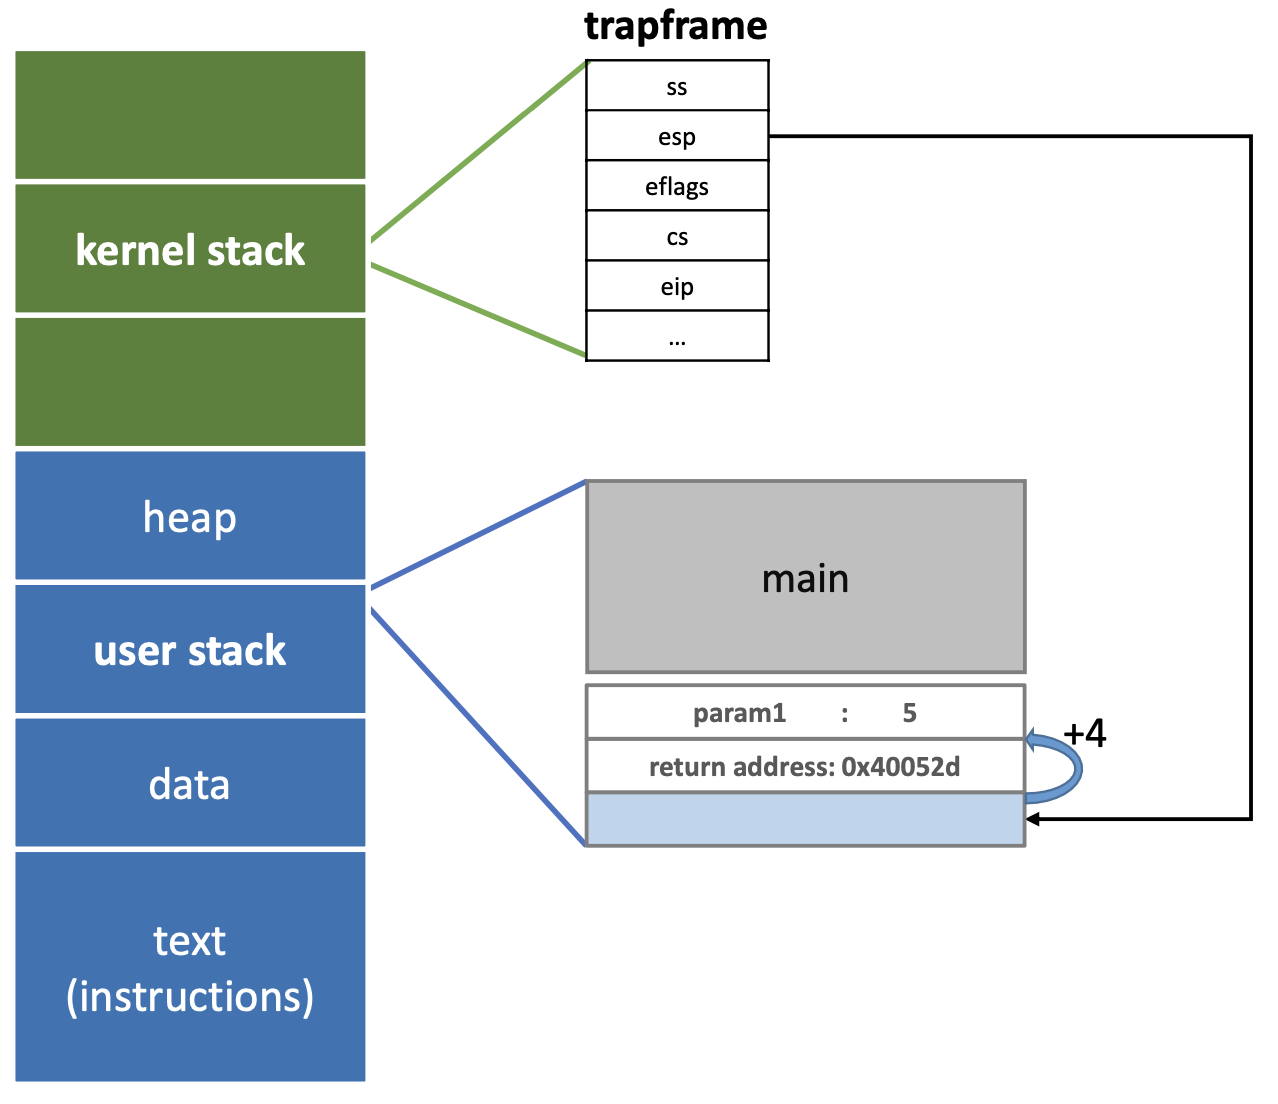 trapframe
ss
esp
eflags
cs
eip
...
kernel stack
heap
user stack
data
text
(instructions)
main
param1 : 5
return address: 0x40052d
+4